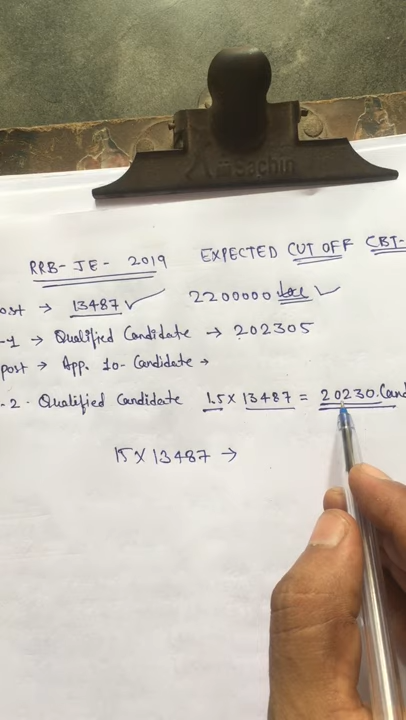 Sachin
RRB- JE - 2019 EXPECTED CUT OFF CBT-
ost → 13487 ✓ 2200000 ✓
-1 → Qualified Candidate → 202305
post → App. 10- Candidate →
.-2. Qualified Candidate 1.5 x 13487 = 20230. Cand
15 x 13487 →